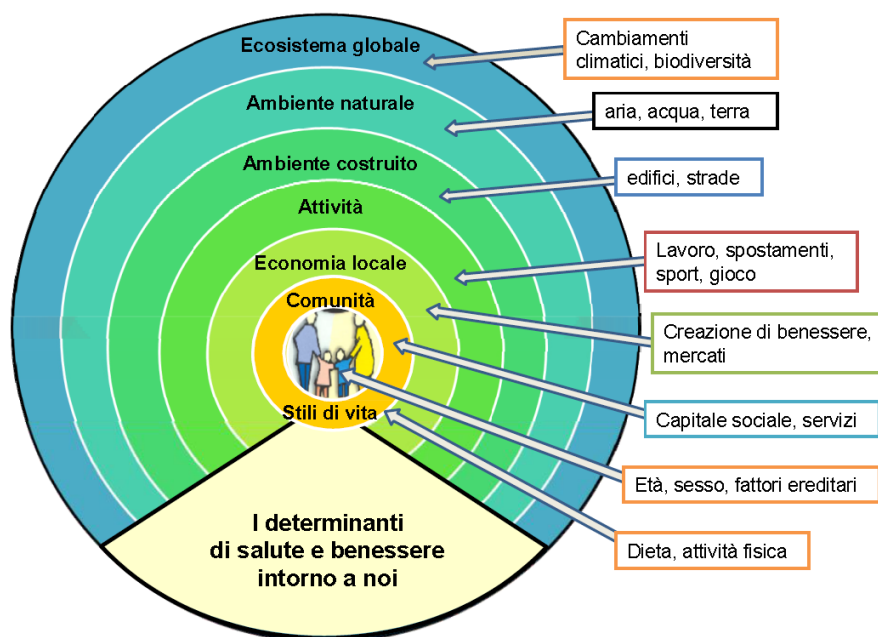 Ecosistema globale
Cambiamenti
climatici, biodiversità
Ambiente naturale
aria, acqua, terra
Ambiente costruito
edifici, strade
Attività
Lavoro, spostamenti,
sport, gioco
Economia locale
Comunità
Creazione di benessere,
mercati
Stili di vita
Capitale sociale, servizi
Età, sesso, fattori ereditari
Dieta, attività fisica
I determinanti
di salute e benessere
intorno a noi